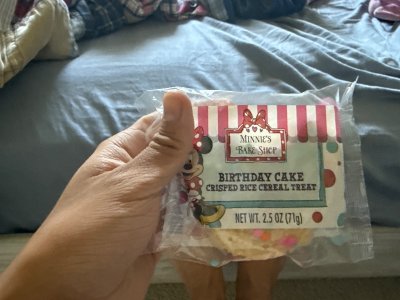 MINNIE'S
BAKE SHOP
BIRTHDAY CAKE
CRISPED RICE CEREAL TREAT
NET WT. 2.5 OZ (71g)